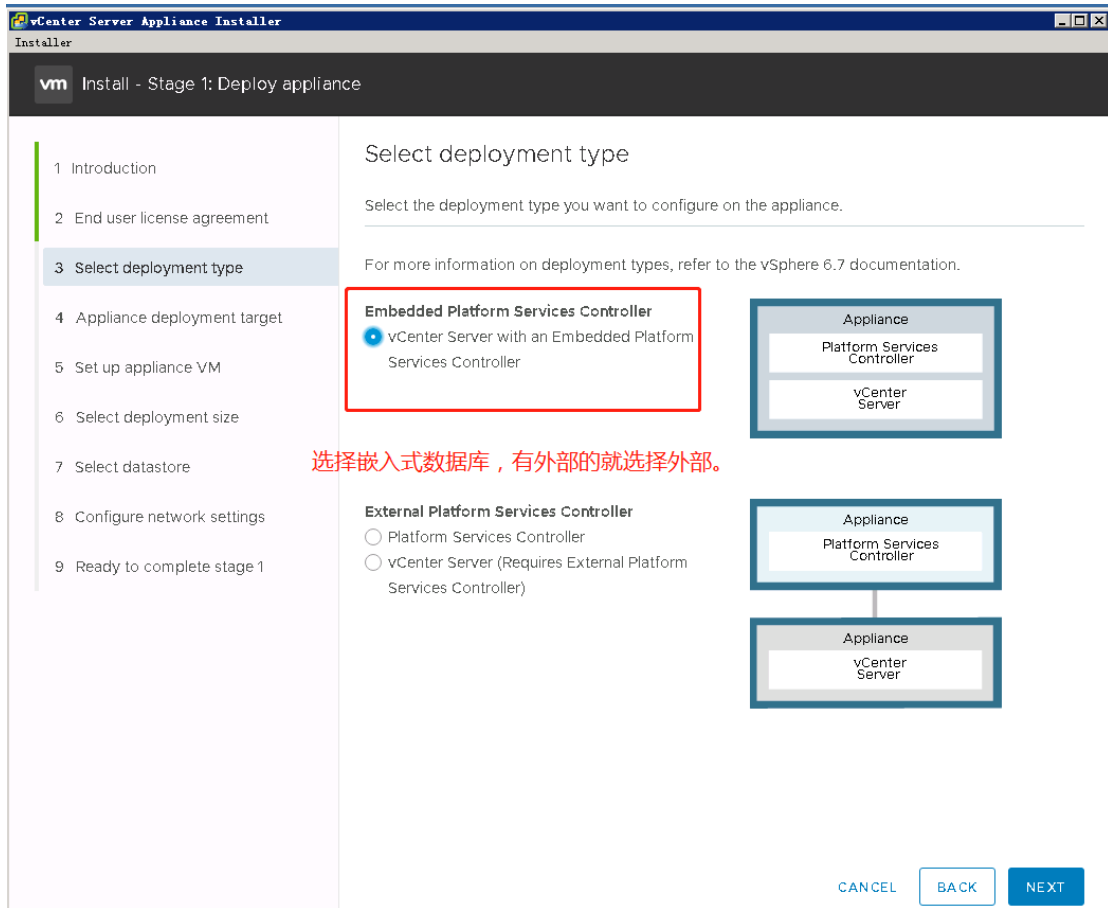 vCenter Server Appliance Installer
Installer
vm Install - Stage 1: Deploy appliance
1 Introduction
2 End user license agreement
3 Select deployment type
4 Appliance deployment target
5 Set up appliance VM
6 Select deployment size
7 Select datastore
8 Configure network settings
9 Ready to complete stage 1
Select deployment type
Select the deployment type you want to configure on the appliance.
For more information on deployment types, refer to the vSphere 6.7 documentation.
Embedded Platform Services Controller
vCenter Server with an Embedded Platform
Services Controller
Appliance
Platform Services
Controller
vCenter
Server
选择嵌入式数据库，有外部的就选择外部。
External Platform Services Controller
Platform Services Controller
vCenter Server (Requires External Platform
Services Controller)
Appliance
Platform Services
Controller
Appliance
vCenter
Server
CANCEL
BACK
NEXT